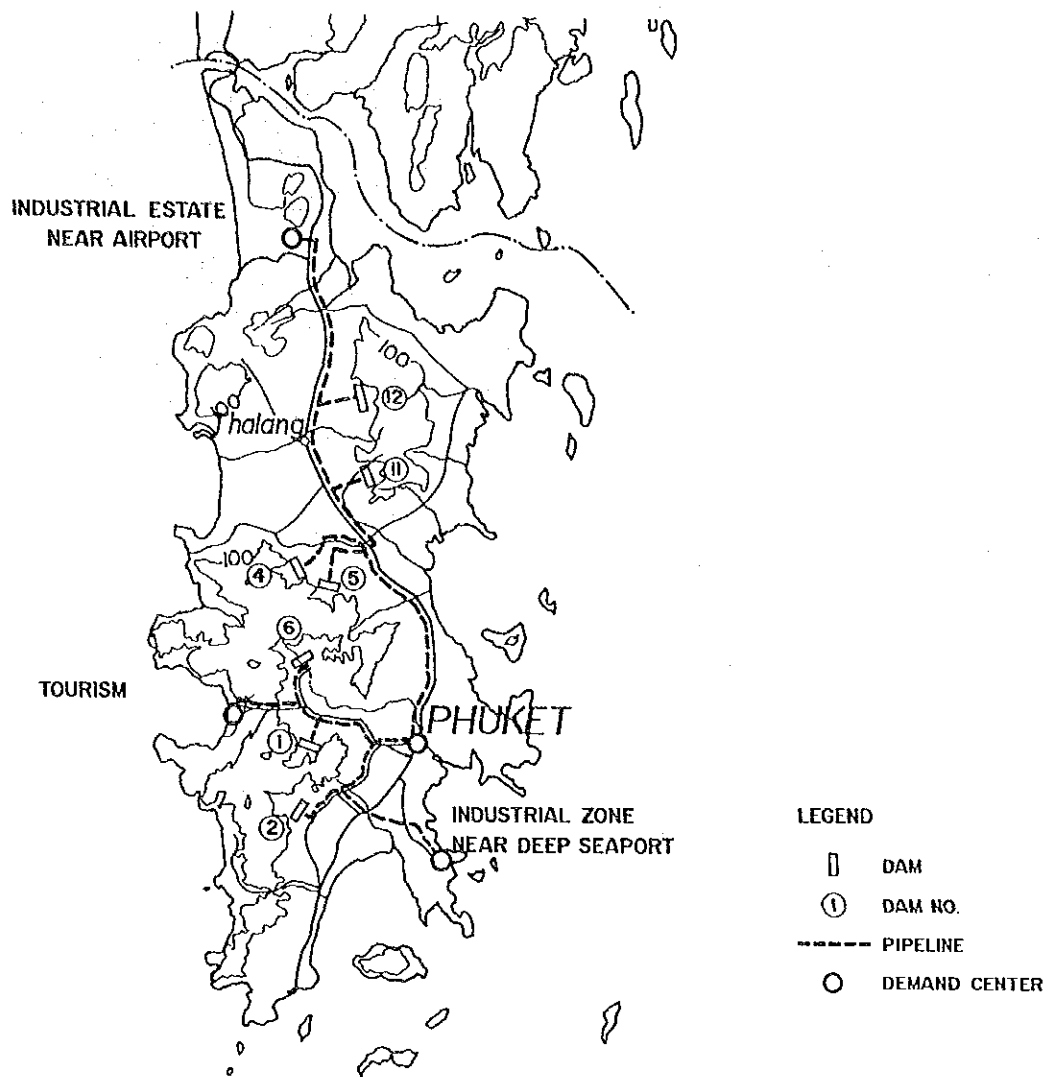 INDUSTRIAL ESTATE
NEAR AIRPORT
100
12
Thalang
11
100
4
5
6
TOURISM
PHUKET
1
2
INDUSTRIAL ZONE
NEAR DEEP SEAPORT
LEGEND
DAM
1 DAM NO.
PIPELINE
DEMAND CENTER